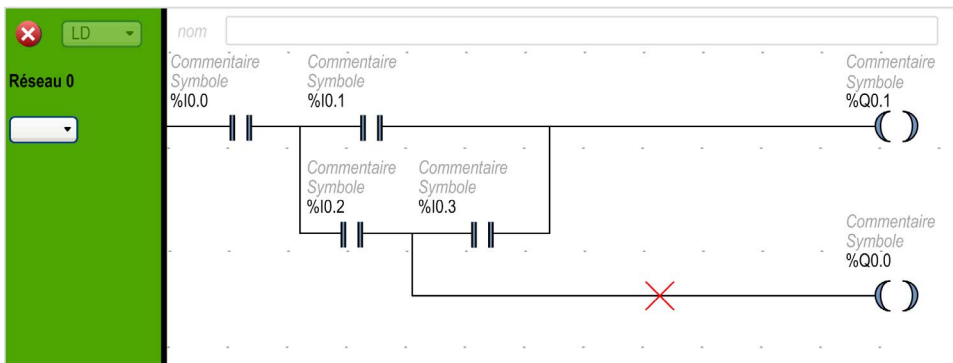 LD
nom
Réseau 0
Commentaire Commentaire Commentaire
Symbole Symbole Symbole
%I0.0 %I0.1 %Q0.1
Commentaire Commentaire
Symbole Symbole
%I0.2 %I0.3
Commentaire
Symbole
%Q0.0